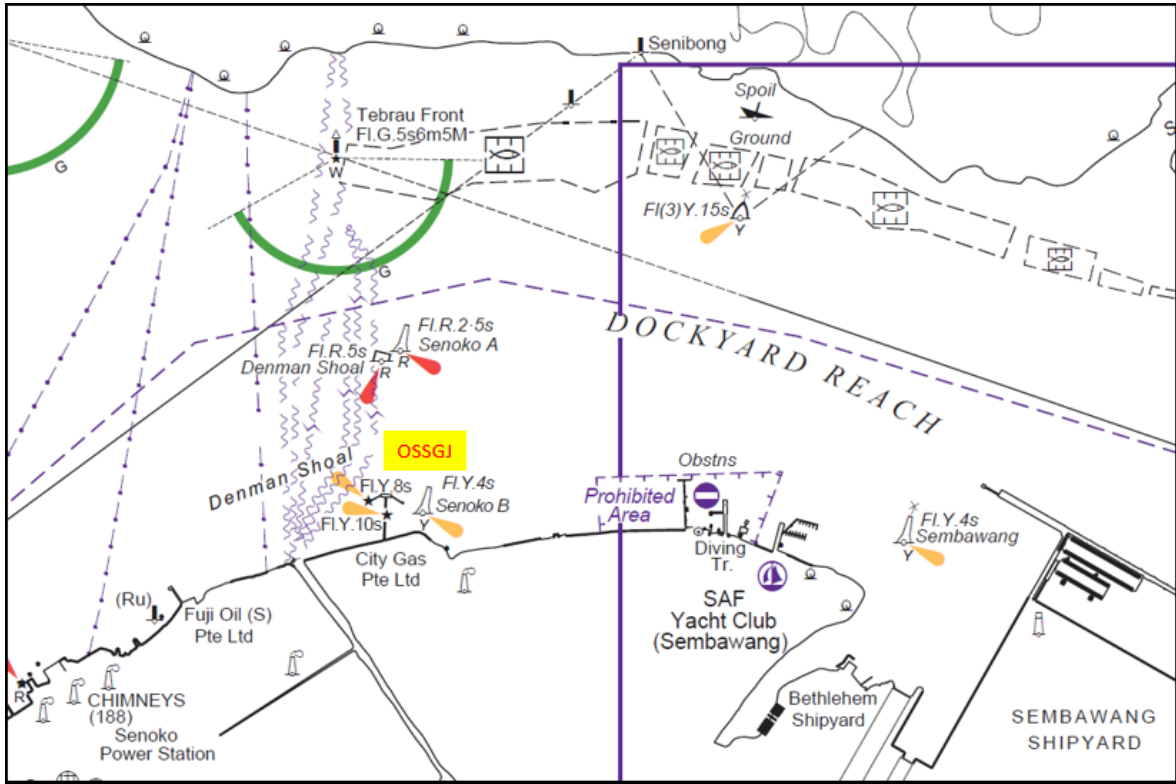 Senibong
Spoil
Ground
Tebrau Front
Fl.G.5s6m5M
W
G
G
Fl(3)Y.15s
Y
DOCKYARD REACH
Fl.R.2·5s
Senoko A
R
Fl.R.5s
Denman Shoal
R
OSSGJ
Denman Shoal
Fl.Y.8s
Fl.Y.10s
Fl.Y.4s
Senoko B
Y
Obstns
Prohibited
Area
Diving
Tr.
Fl.Y.4s
Sembawang
Y
City Gas
Pte Ltd
(Ru)
Fuji Oil (S)
Pte Ltd
SAF
Yacht Club
(Sembawang)
R
CHIMNEYS
(188)
Senoko
Power Station
Bethlehem
Shipyard
SEMBAWANG
SHIPYARD
S